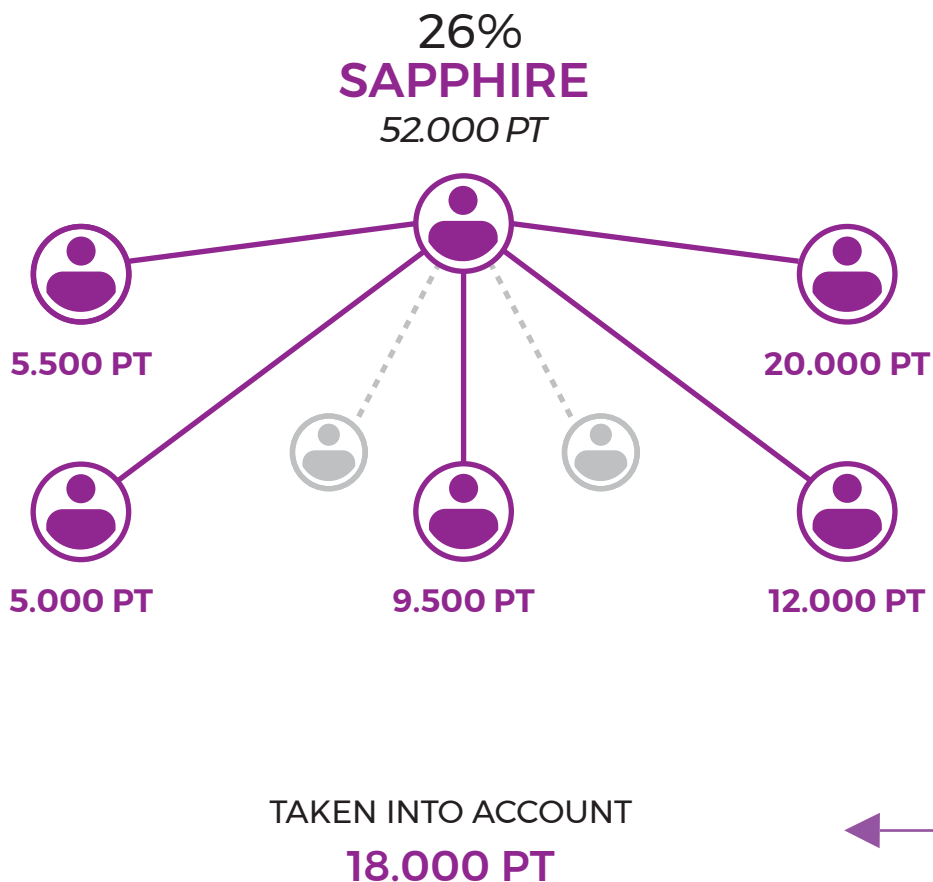 26%
SAPPHIRE
52.000 PT
5.500 PT
20.000 PT
5.000 PT
9.500 PT
12.000 PT
TAKEN INTO ACCOUNT
18.000 PT